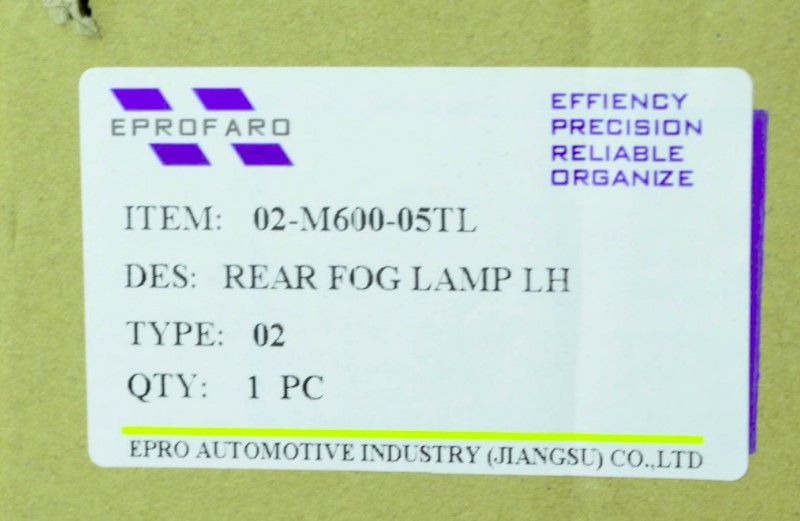 EPROFARO
EFFIENCY
PRECISION
RELIABLE
ORGANIZE
ITEM: 02-M600-05TL
DES: REAR FOG LAMP LH
TYPE: 02
QTY: 1 PC
EPRO AUTOMOTIVE INDUSTRY (JIANGSU) CO.,LTD